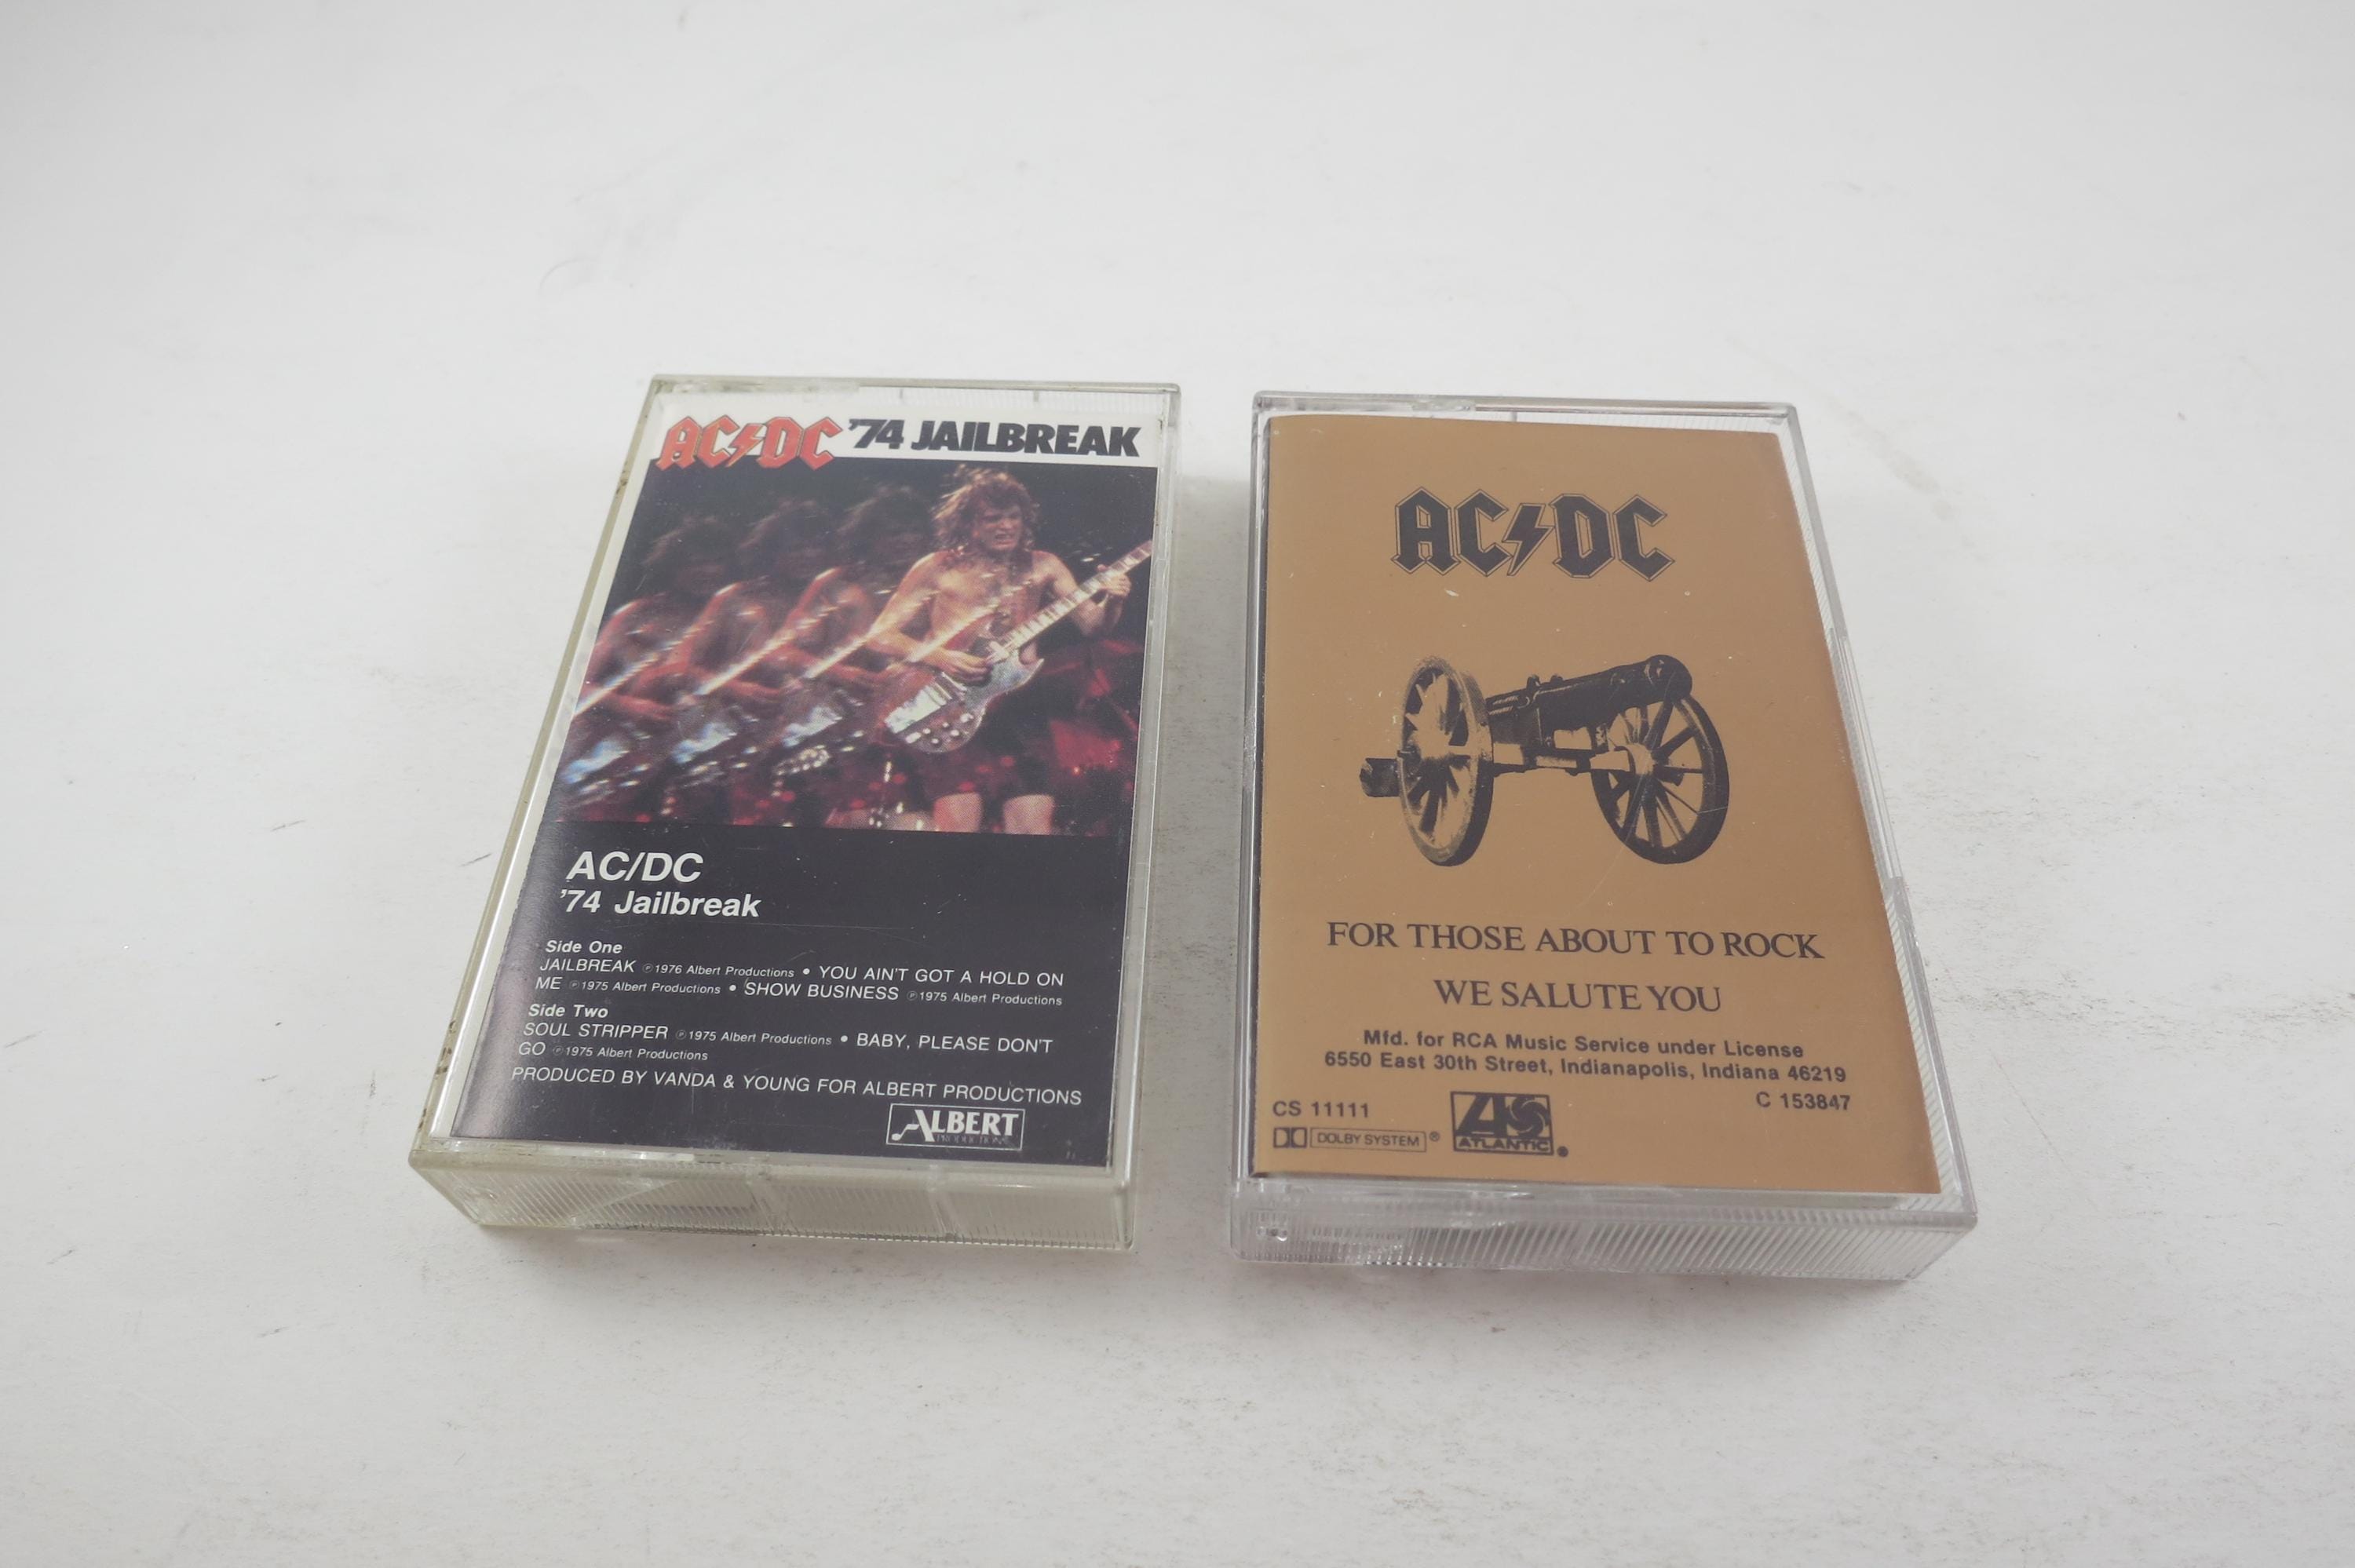 AC⚡DC '74 JAILBREAK
AC/DC
'74 Jailbreak
Side One
JAILBREAK ℗1976 Albert Productions • YOU AIN'T GOT A HOLD ON
ME ℗1975 Albert Productions • SHOW BUSINESS ℗1975 Albert Productions
Side Two
SOUL STRIPPER ℗1975 Albert Productions • BABY, PLEASE DON'T
GO ℗1975 Albert Productions
PRODUCED BY VANDA & YOUNG FOR ALBERT PRODUCTIONS
ALBERT
PRODUCTIONS
AC⚡DC
FOR THOSE ABOUT TO ROCK
WE SALUTE YOU
Mfd. for RCA Music Service under License
6550 East 30th Street, Indianapolis, Indiana 46219
CS 11111
C 153847
DOLBY SYSTEM®
ATLANTIC